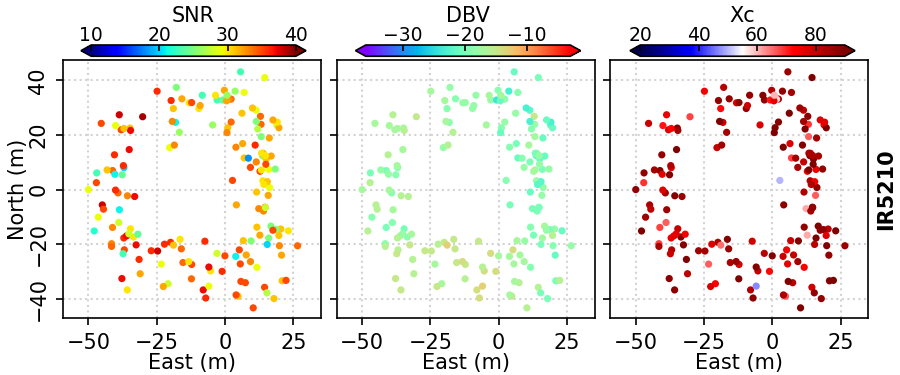 SNR DBV Xc
10 20 30 40 −30 −20 −10 20 40 60 80
40
20
0
−20
−40
North (m)
IR5210
−50 −25 0 25 −50 −25 0 25 −50 −25 0 25
East (m) East (m) East (m)